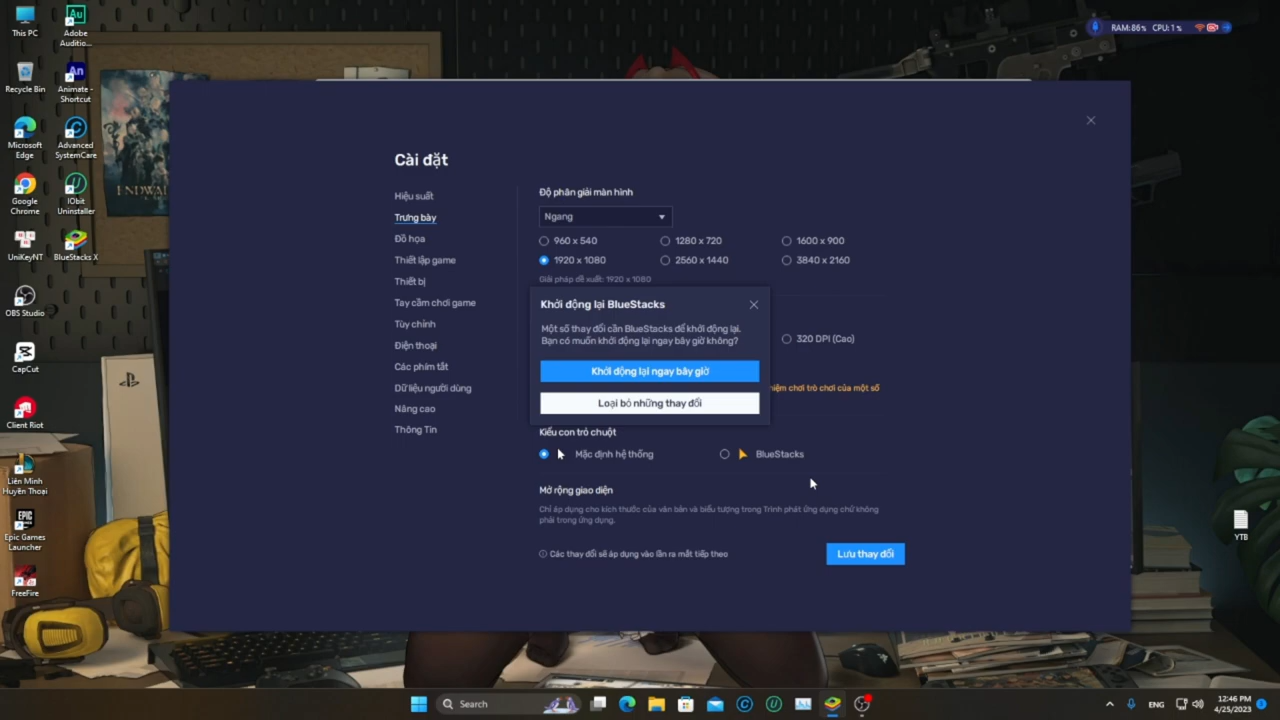 This PC
Adobe
Auditio...
Recycle Bin
Animate -
Shortcut
Microsoft
Edge
Advanced
SystemCare
Google
Chrome
IObit
Uninstaller
UniKeyNT
BlueStacks X
OBS Studio
CapCut
Client Riot
Liên Minh
Huyền Thoại
Epic Games
Launcher
FreeFire
ENDWAL
RAM:86% CPU:1%
Cài đặt
Hiệu suất
Trưng bày
Đồ họa
Thiết lập game
Thiết bị
Tay cầm chơi game
Tùy chỉnh
Điện thoại
Các phím tắt
Dữ liệu người dùng
Nâng cao
Thông Tin
Độ phân giải màn hình
Ngang
960 x 540
1280 x 720
1600 x 900
1920 x 1080
2560 x 1440
3840 x 2160
Giải pháp đề xuất: 1920 x 1080
320 DPI (Cao)
Khởi động lại BlueStacks
Một số thay đổi cần BlueStacks để khởi động lại.
Bạn có muốn khởi động lại ngay bây giờ không?
Khởi động lại ngay bây giờ
Loại bỏ những thay đổi
iệm chơi trò chơi của một số
Kiểu con trỏ chuột
Mặc định hệ thống
BlueStacks
Mở rộng giao diện
Chỉ áp dụng cho kích thước của văn bản và biểu tượng trong Trình phát ứng dụng chứ không
phải trong ứng dụng.
Các thay đổi sẽ áp dụng vào lần ra mắt tiếp theo
Lưu thay đổi
YTB
Search
ENG
12:46 PM
4/25/2023